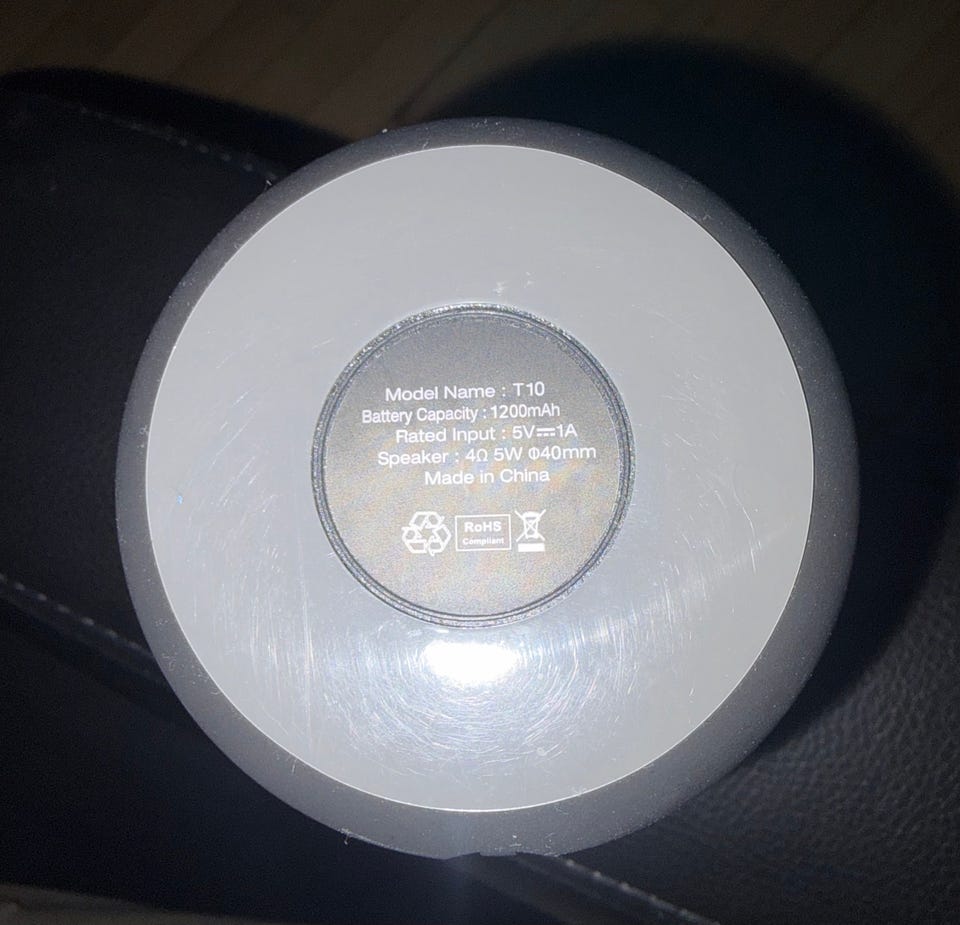 Model Name : T10
Battery Capacity : 1200mAh
Rated Input : 5V⎓1A
Speaker : 4Ω 5W Φ40mm
Made in China
RoHS
Compliant